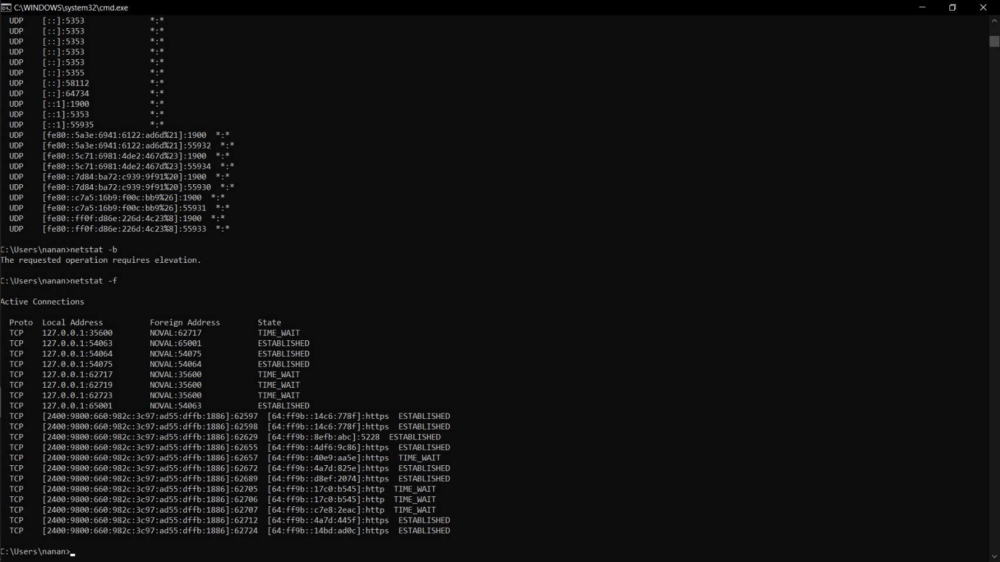 C:\WINDOWS\system32\cmd.exe
UDP [::]:5353 *:*
UDP [::]:5353 *:*
UDP [::]:5353 *:*
UDP [::]:5353 *:*
UDP [::]:5353 *:*
UDP [::]:5355 *:*
UDP [::]:58112 *:*
UDP [::]:64734 *:*
UDP [::1]:1900 *:*
UDP [::1]:5353 *:*
UDP [::1]:55935 *:*
UDP [fe80::5a3e:6941:6122:ad6d%21]:1900 *:*
UDP [fe80::5a3e:6941:6122:ad6d%21]:55932 *:*
UDP [fe80::5c71:6981:4de2:467d%23]:1900 *:*
UDP [fe80::5c71:6981:4de2:467d%23]:55934 *:*
UDP [fe80::7d84:ba72:c939:9f91%20]:1900 *:*
UDP [fe80::7d84:ba72:c939:9f91%20]:55930 *:*
UDP [fe80::c7a5:16b9:f00c:bb9%26]:1900 *:*
UDP [fe80::c7a5:16b9:f00c:bb9%26]:55931 *:*
UDP [fe80::ff0f:d86e:226d:4c23%8]:1900 *:*
UDP [fe80::ff0f:d86e:226d:4c23%8]:55933 *:*
C:\Users\nanan>netstat -b
The requested operation requires elevation.
C:\Users\nanan>netstat -f
Active Connections
Proto Local Address Foreign Address State
TCP 127.0.0.1:35600 NOVAL:62717 TIME_WAIT
TCP 127.0.0.1:54063 NOVAL:65001 ESTABLISHED
TCP 127.0.0.1:54064 NOVAL:54075 ESTABLISHED
TCP 127.0.0.1:54075 NOVAL:54064 ESTABLISHED
TCP 127.0.0.1:62717 NOVAL:35600 TIME_WAIT
TCP 127.0.0.1:62719 NOVAL:35600 TIME_WAIT
TCP 127.0.0.1:62723 NOVAL:35600 TIME_WAIT
TCP 127.0.0.1:65001 NOVAL:54063 ESTABLISHED
TCP [2400:9800:660:982c:3c97:ad55:dffb:1886]:62597 [64:ff9b::14c6:778f]:https ESTABLISHED
TCP [2400:9800:660:982c:3c97:ad55:dffb:1886]:62598 [64:ff9b::14c6:778f]:https ESTABLISHED
TCP [2400:9800:660:982c:3c97:ad55:dffb:1886]:62629 [64:ff9b::8efb:abc]:5228 ESTABLISHED
TCP [2400:9800:660:982c:3c97:ad55:dffb:1886]:62655 [64:ff9b::4df6:9c86]:https ESTABLISHED
TCP [2400:9800:660:982c:3c97:ad55:dffb:1886]:62657 [64:ff9b::40e9:aa5e]:https TIME_WAIT
TCP [2400:9800:660:982c:3c97:ad55:dffb:1886]:62672 [64:ff9b::4a7d:825e]:https ESTABLISHED
TCP [2400:9800:660:982c:3c97:ad55:dffb:1886]:62689 [64:ff9b::d8ef:2074]:https ESTABLISHED
TCP [2400:9800:660:982c:3c97:ad55:dffb:1886]:62705 [64:ff9b::17c0:b545]:http TIME_WAIT
TCP [2400:9800:660:982c:3c97:ad55:dffb:1886]:62706 [64:ff9b::17c0:b545]:http TIME_WAIT
TCP [2400:9800:660:982c:3c97:ad55:dffb:1886]:62707 [64:ff9b::c7e8:2eac]:http TIME_WAIT
TCP [2400:9800:660:982c:3c97:ad55:dffb:1886]:62712 [64:ff9b::4a7d:445f]:https ESTABLISHED
TCP [2400:9800:660:982c:3c97:ad55:dffb:1886]:62724 [64:ff9b::14bd:ad0c]:https ESTABLISHED
C:\Users\nanan>